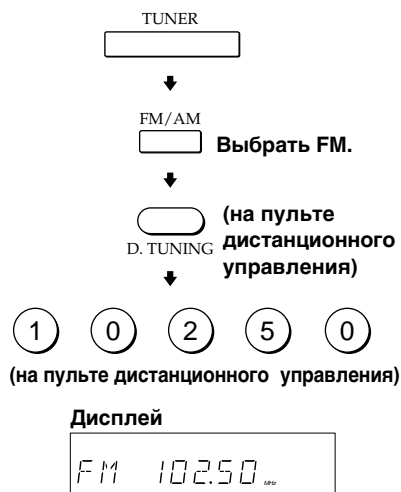 TUNER
FM/AM
Выбрать FM.
(на пульте
дистанционного
D. TUNING управления)
1 0 2 5 0
(на пульте дистанционного управления)
Дисплей
FM 102.50 MHz